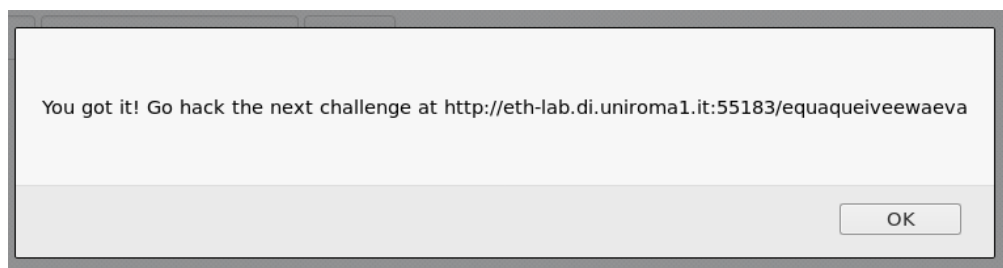 You got it! Go hack the next challenge at http://eth-lab.di.uniroma1.it:55183/equaqueiveewaeva
OK